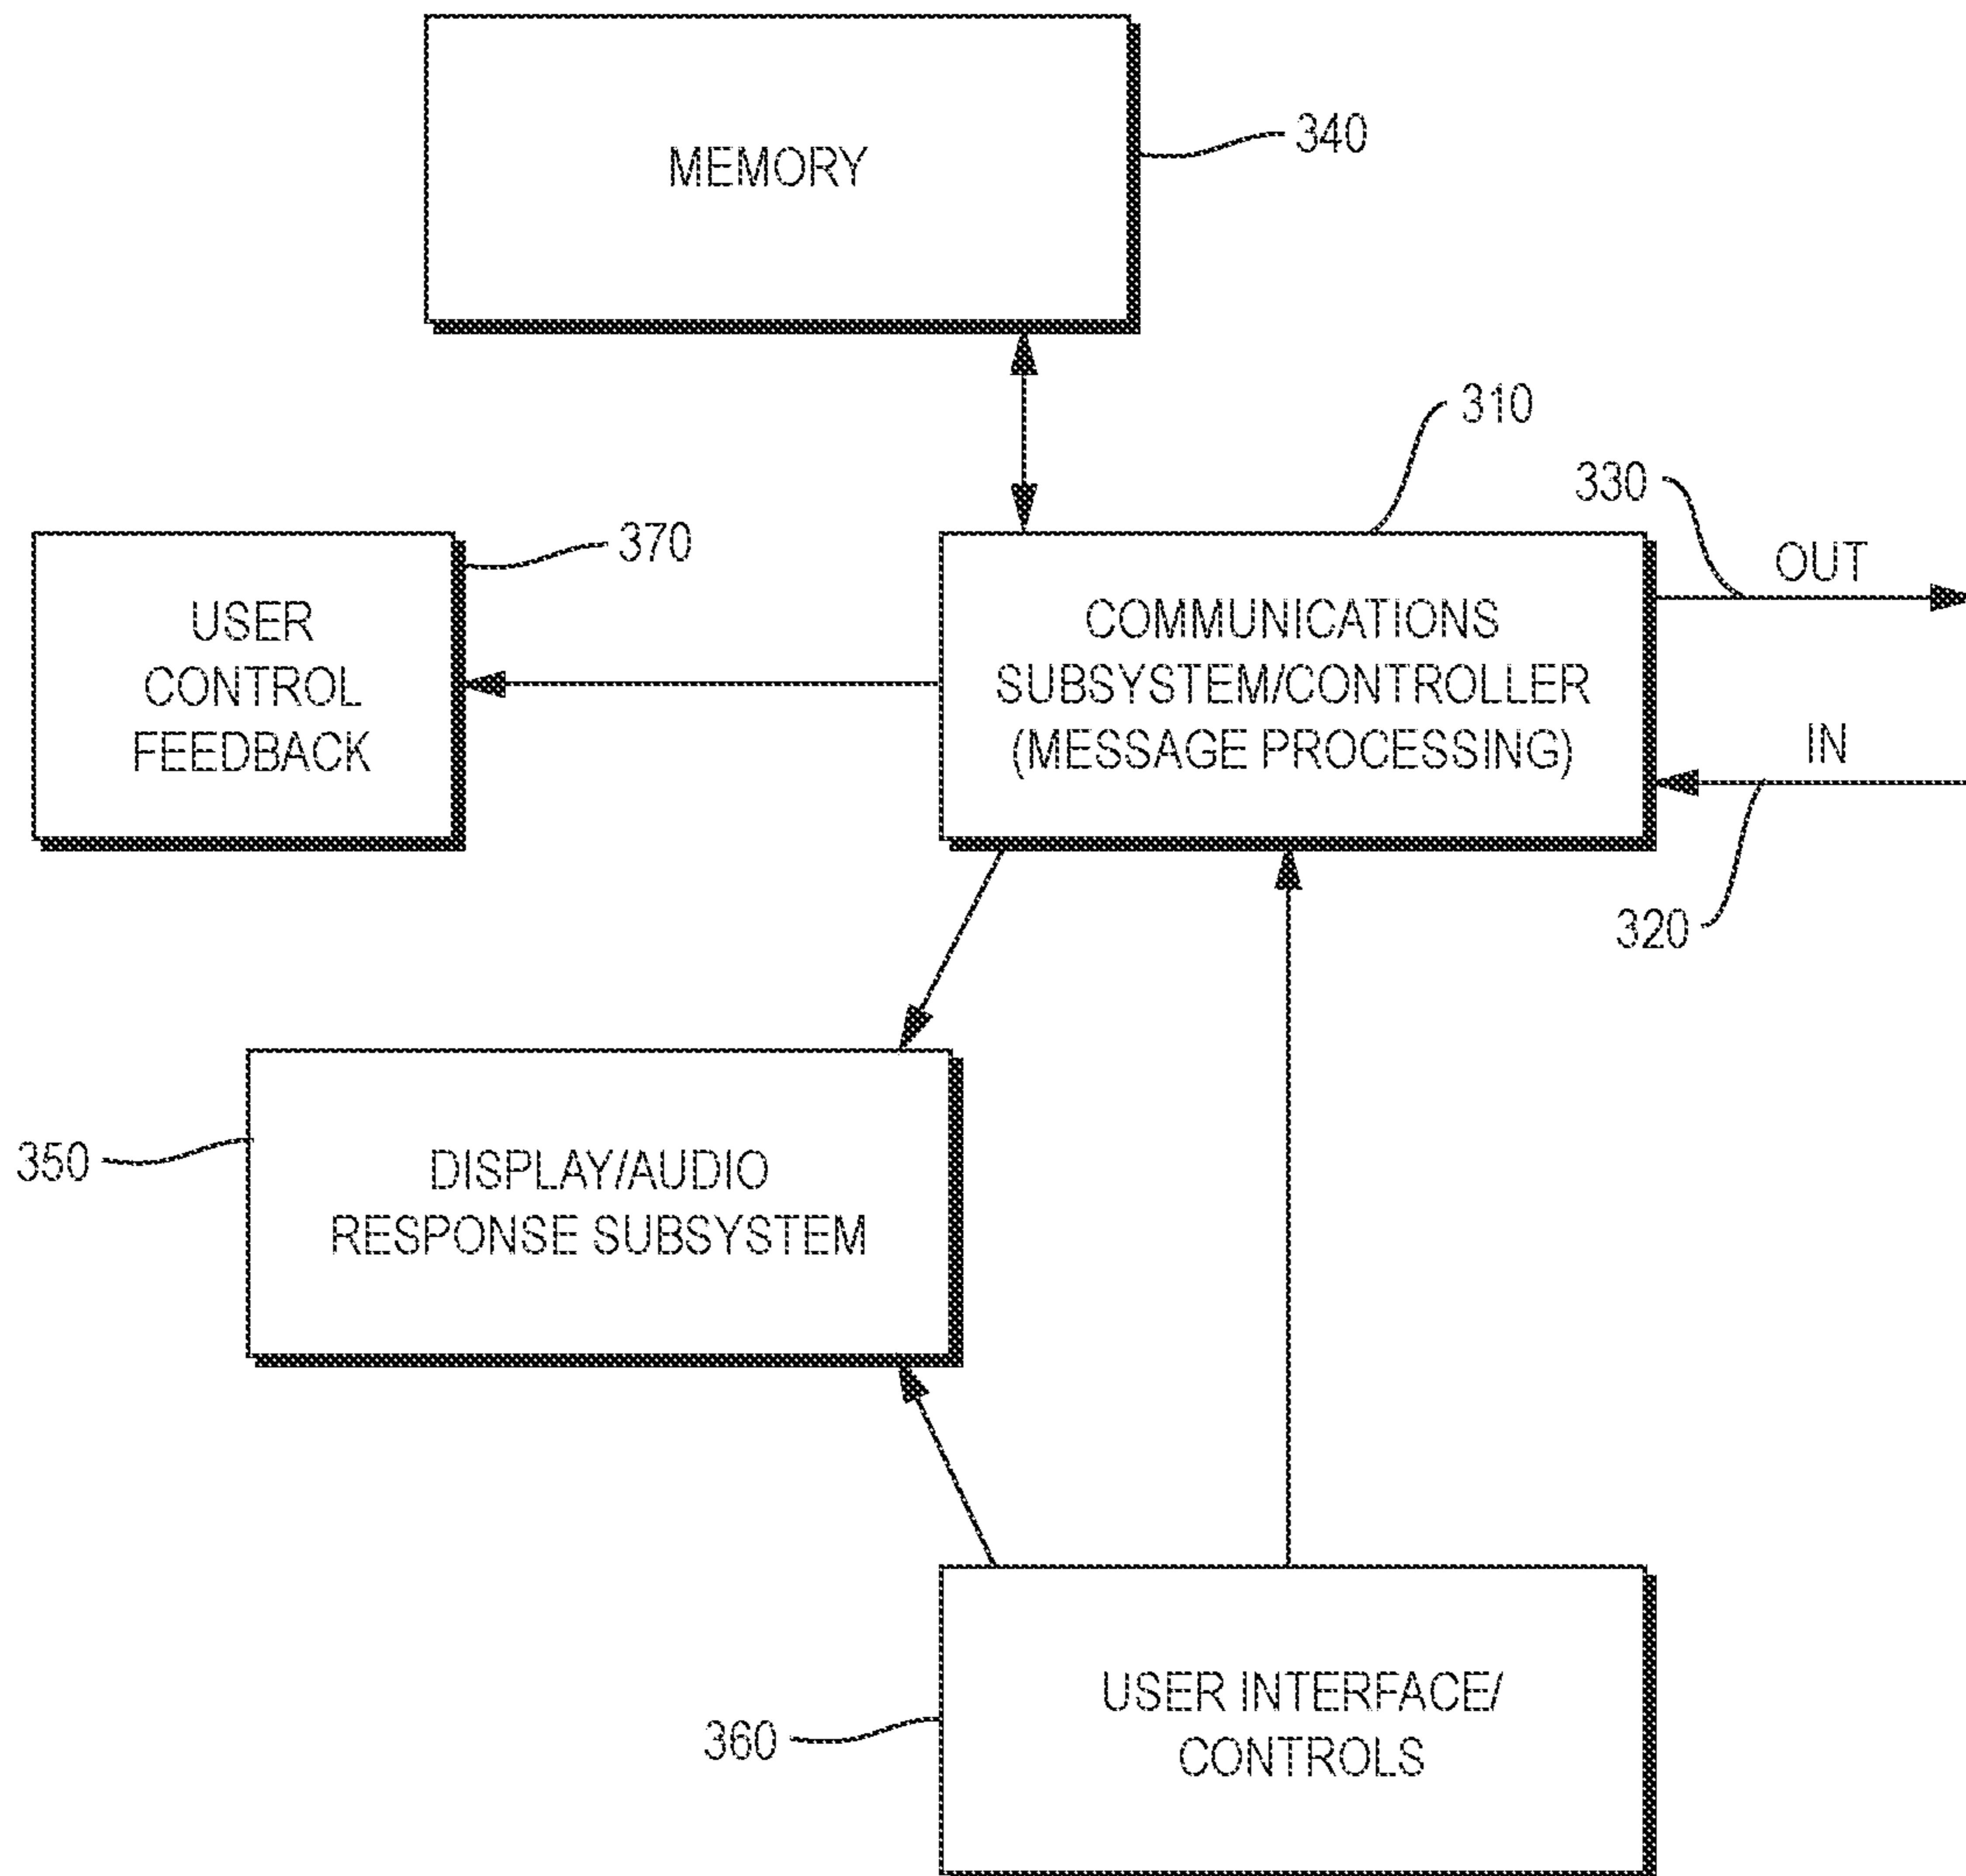 MEMORY
340
310
330
OUT
370
USER
CONTROL
FEEDBACK
COMMUNICATIONS
SUBSYSTEM/CONTROLLER
(MESSAGE PROCESSING)
IN
320
350
DISPLAY/AUDIO
RESPONSE SUBSYSTEM
360
USER INTERFACE/
CONTROLS